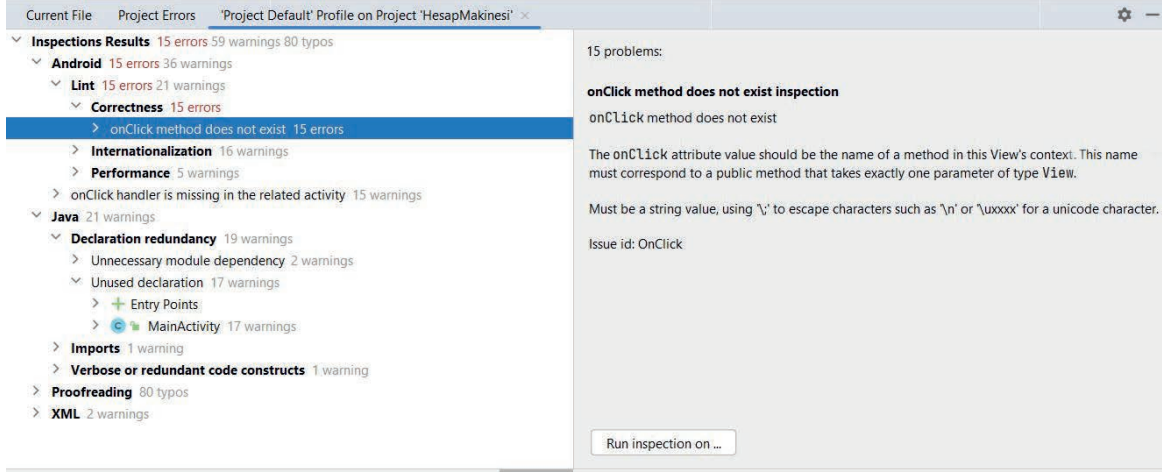 Current File Project Errors 'Project Default' Profile on Project 'HesapMakinesi'
Inspections Results 15 errors 59 warnings 80 typos
Android 15 errors 36 warnings
Lint 15 errors 21 warnings
Correctness 15 errors
onClick method does not exist 15 errors
Internationalization 16 warnings
Performance 5 warnings
onClick handler is missing in the related activity 15 warnings
Java 21 warnings
Declaration redundancy 19 warnings
Unnecessary module dependency 2 warnings
Unused declaration 17 warnings
Entry Points
C MainActivity 17 warnings
Imports 1 warning
Verbose or redundant code constructs 1 warning
Proofreading 80 typos
XML 2 warnings
15 problems:
onClick method does not exist inspection
onClick method does not exist
The onClick attribute value should be the name of a method in this View's context. This name
must correspond to a public method that takes exactly one parameter of type View.
Must be a string value, using '\;' to escape characters such as '\n' or '\uxxxx' for a unicode character.
Issue id: OnClick
Run inspection on ...